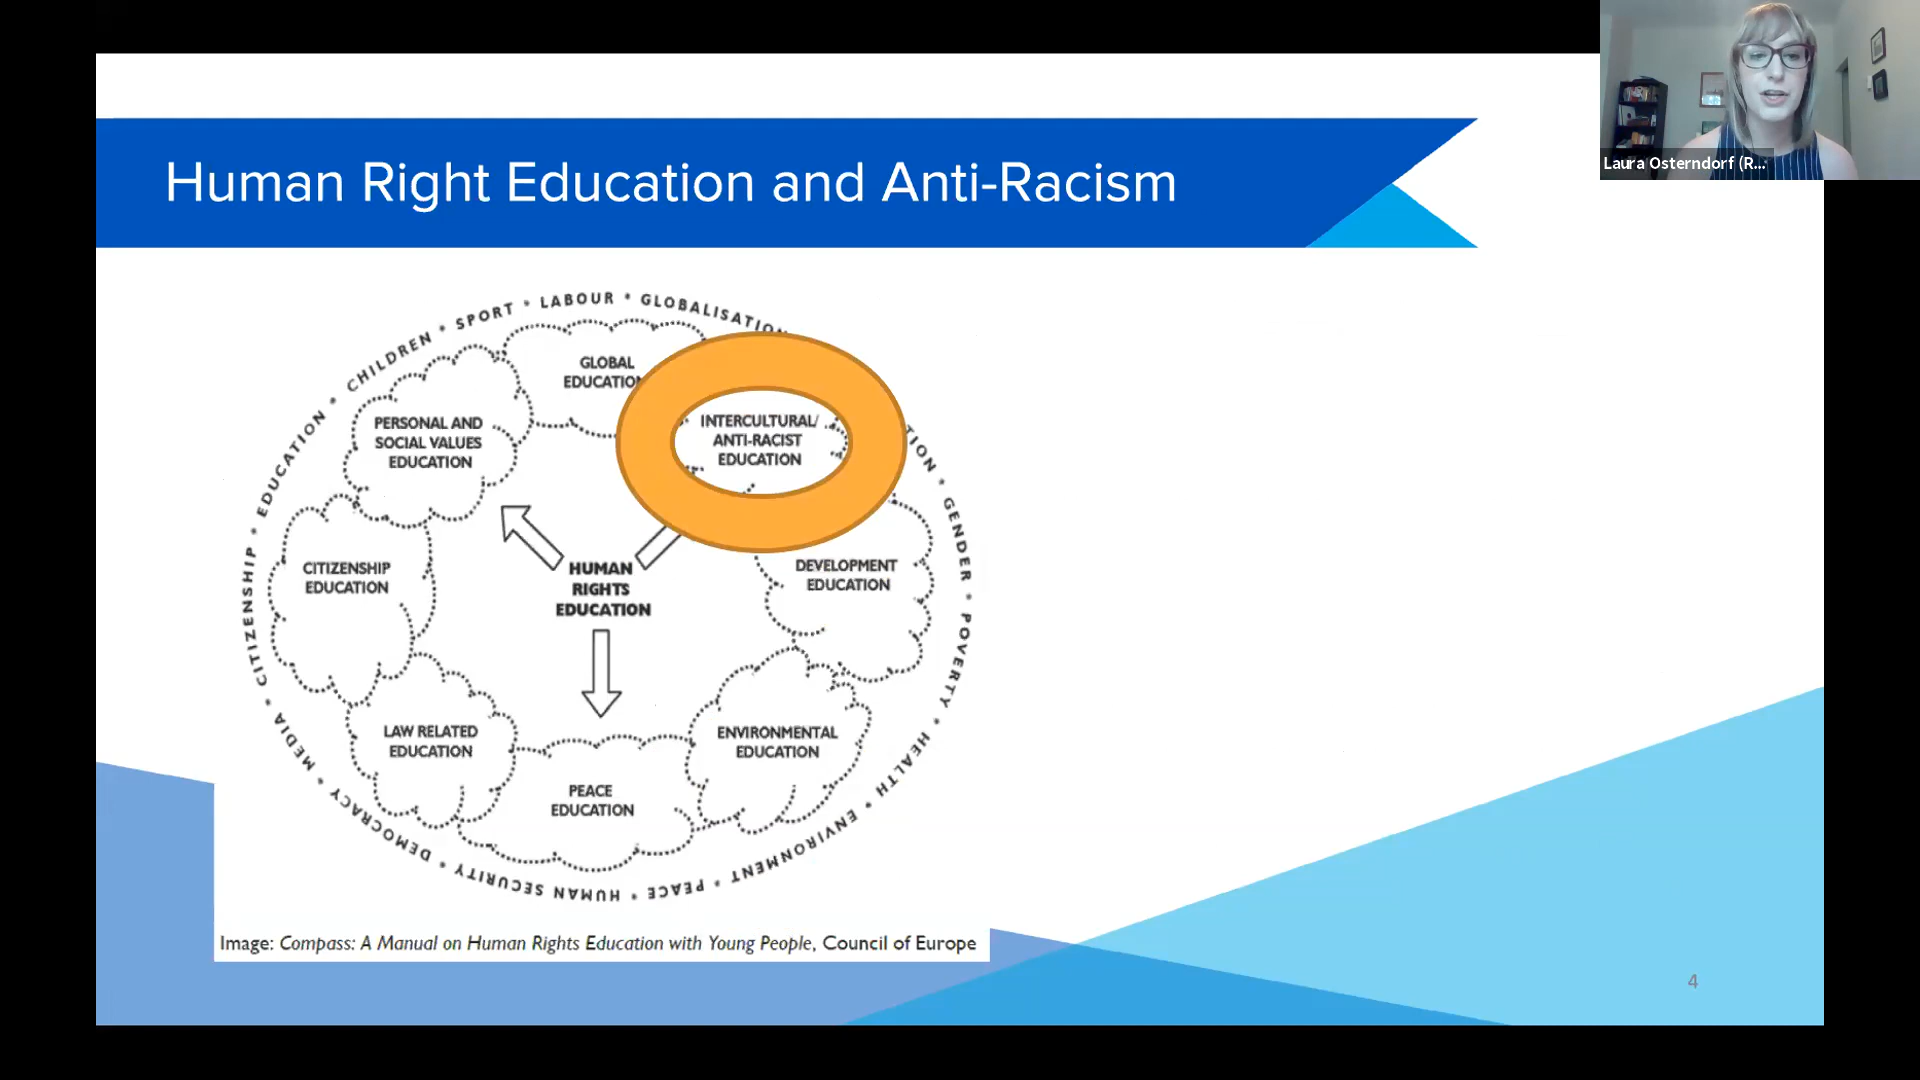 Laura Osterndorf (R...
Human Right Education and Anti-Racism
CITIZENSHIP * EDUCATION * CHILDREN * SPORT * LABOUR * GLOBALISATION
TION * GENDER * POVERTY * HEALTH * ENVIRONMENT * PEACE * HUMAN SECURITY * DEMOCRACY * MEDIA *
GLOBAL
EDUCATION
INTERCULTURAL/
ANTI-RACIST
EDUCATION
PERSONAL AND
SOCIAL VALUES
EDUCATION
CITIZENSHIP
EDUCATION
HUMAN
RIGHTS
EDUCATION
DEVELOPMENT
EDUCATION
LAW RELATED
EDUCATION
ENVIRONMENTAL
EDUCATION
PEACE
EDUCATION
Image: Compass: A Manual on Human Rights Education with Young People, Council of Europe
4